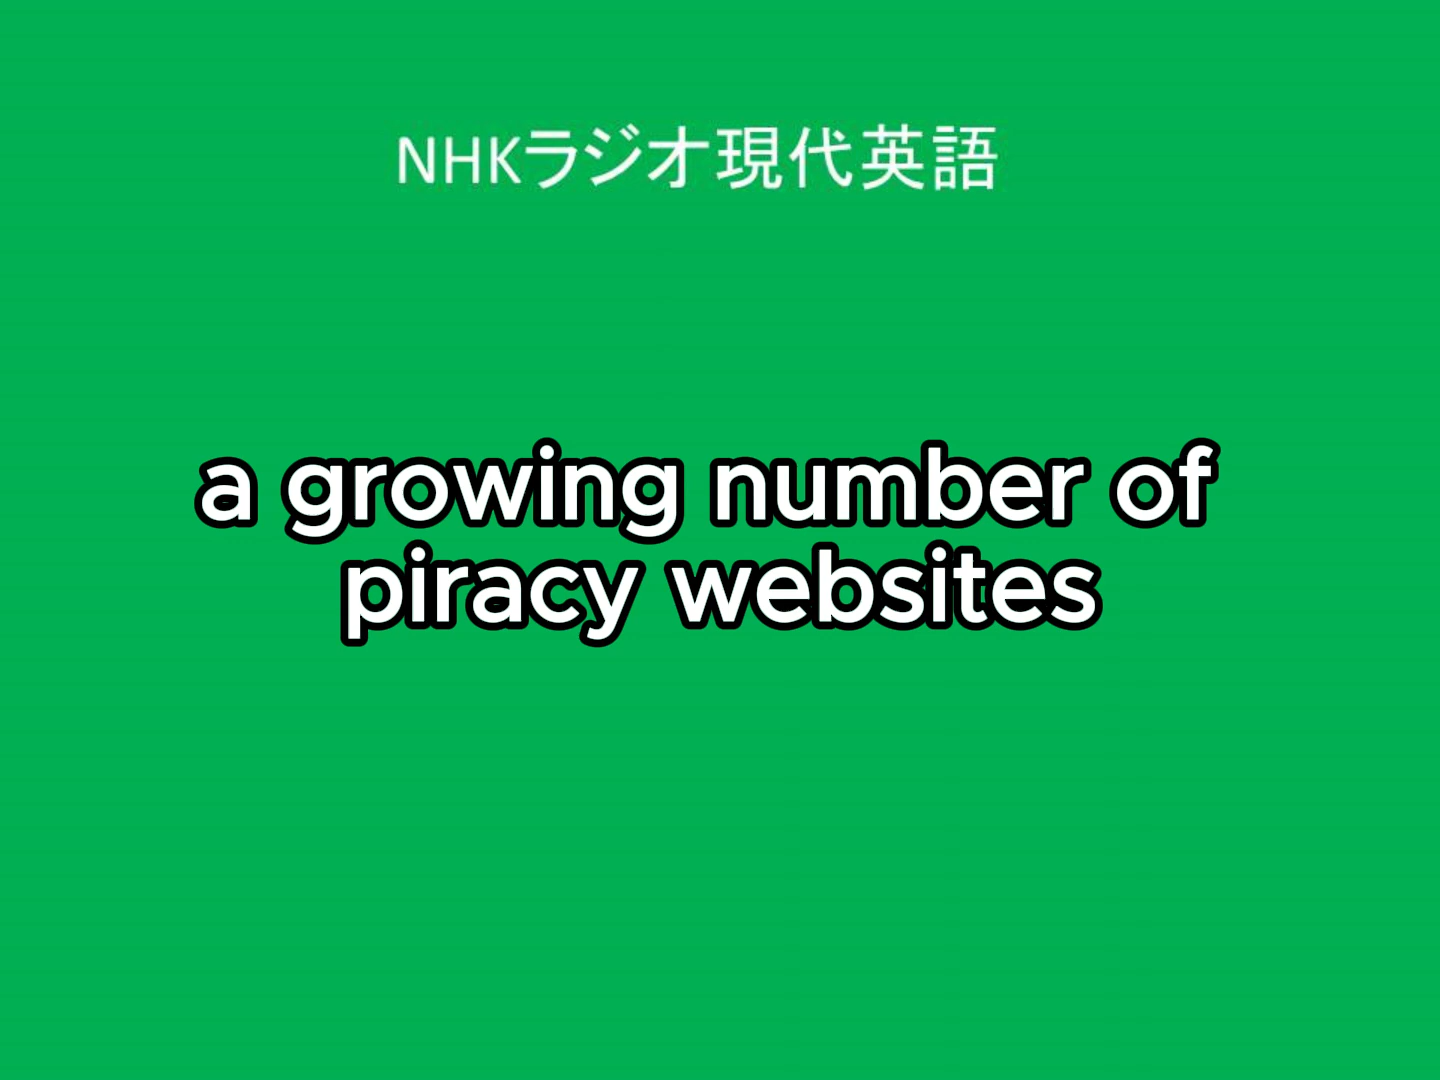 NHKラジオ現代英語
a growing number of
piracy websites